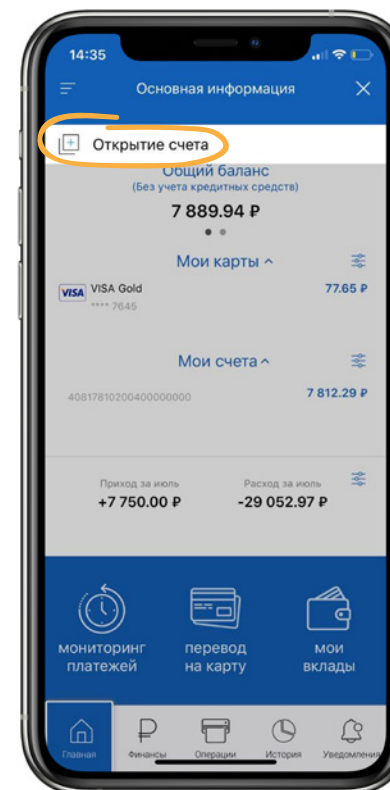 14:35
Основная информация
Открытие счета
Общий баланс
(Без учета кредитных средств)
7 889.94 ₽
Мои карты
VISA VISA Gold
77.65 ₽
**** 7645
Мои счета
40817810200400000000
7 812.29 ₽
Приход за июль
Расход за июль
+7 750.00 ₽
-29 052.97 ₽
мониторинг
платежей
перевод
на карту
мои
вклады
Главная
Финансы
Операции
История
Уведомления